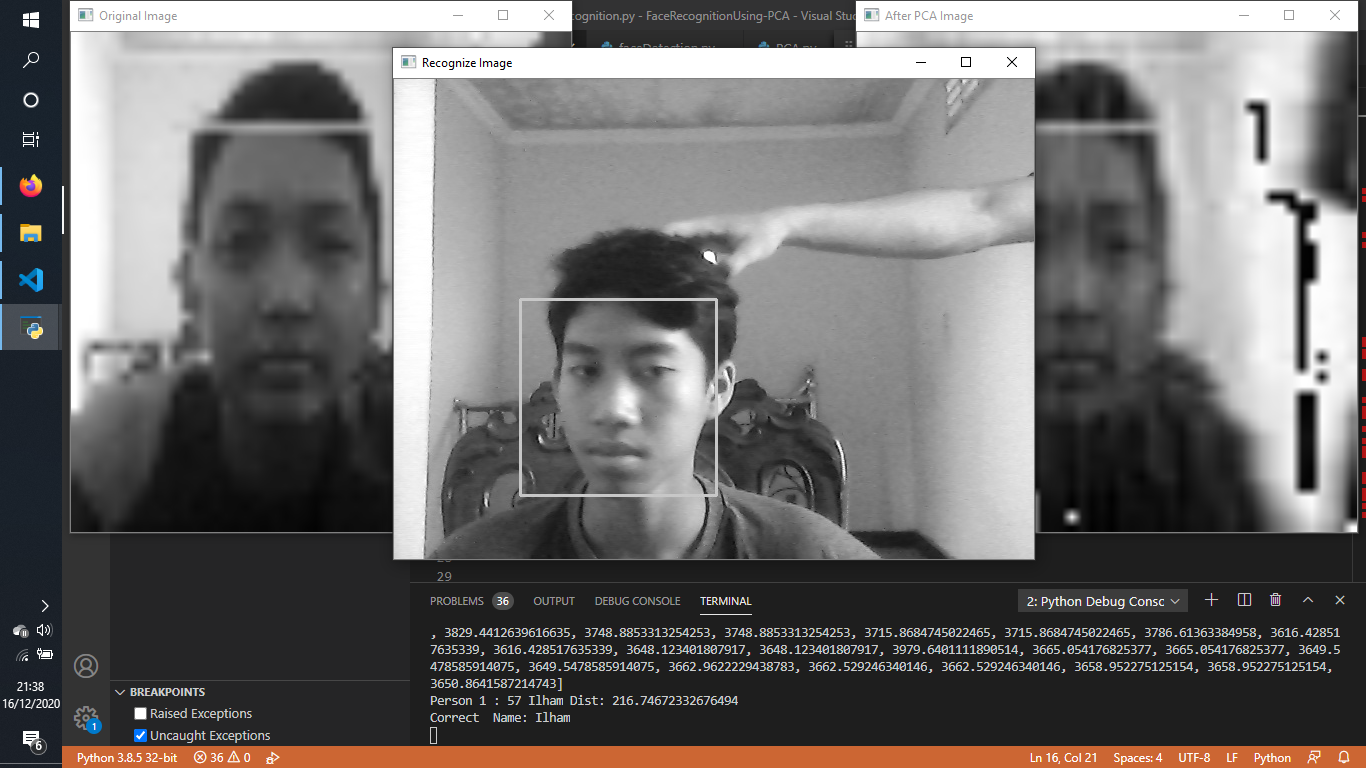 Original Image
ecognition.py - FaceRecognitionUsing-PCA - Visual Stud
After PCA Image
faceDetection.py
PCA.py
Recognize Image
29
PROBLEMS 36 OUTPUT DEBUG CONSOLE TERMINAL
2: Python Debug Consc
, 3829.4412639616635, 3748.8853313254253, 3748.8853313254253, 3715.8684745022465, 3715.8684745022465, 3786.61363384958, 3616.428517635339, 3616.428517635339, 3648.123401807917, 3648.123401807917, 3979.6401111890514, 3665.054176825377, 3665.054176825377, 3649.5478585914075, 3649.5478585914075, 3662.9622229438783, 3662.529246340146, 3662.529246340146, 3658.952275125154, 3658.952275125154, 3650.8641587214743]
Person 1 : 57 Ilham Dist: 216.74672332676494
Correct  Name: Ilham
21:38
16/12/2020
6
1
BREAKPOINTS
Raised Exceptions
Uncaught Exceptions
Python 3.8.5 32-bit 36 0
Ln 16, Col 21 Spaces: 4 UTF-8 LF Python